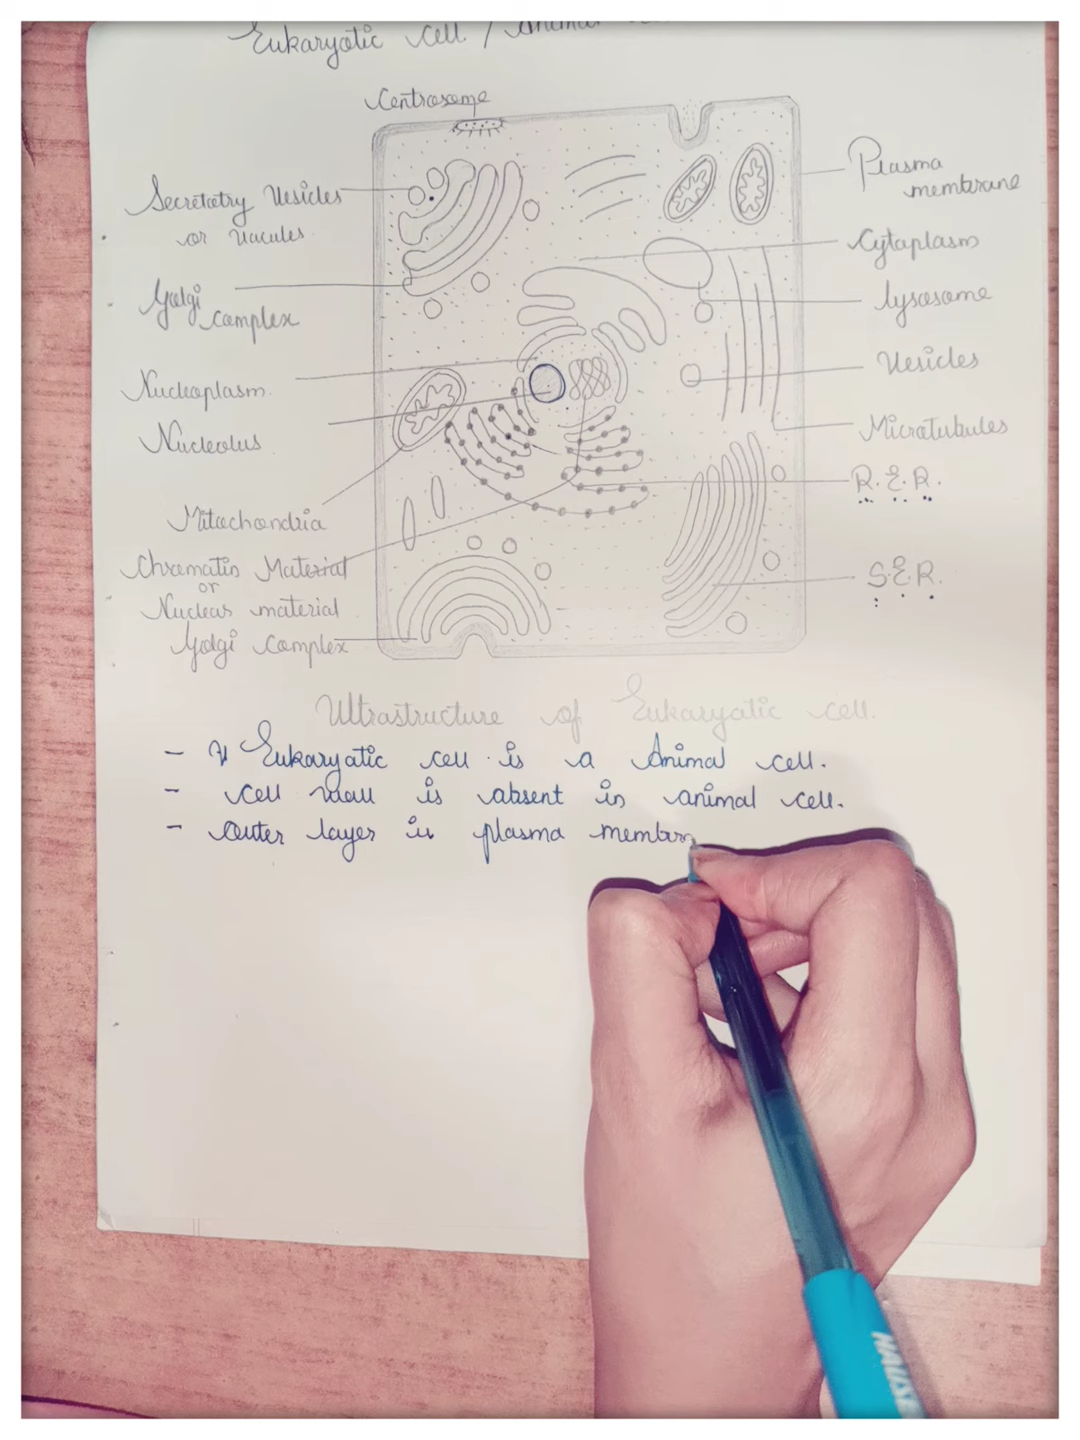 Eukaryotic cell / Animal
Centrosome
Secretatry Vesicles
or Vacules
Golgi
complex
Nucleoplasm
Nucleolus
Mitochondria
Chromatin Material
or
Nuclear material
Golgi complex
Plasma
membrane
Cytoplasm
lysosome
Vesicles
Microtubules
R.E.R.
S.E.R.
Ultrastructure of Eukaryotic cell.
- Eukaryotic cell is a Animal cell.
- cell wall is absent in animal cell.
- Outer layer is plasma membr